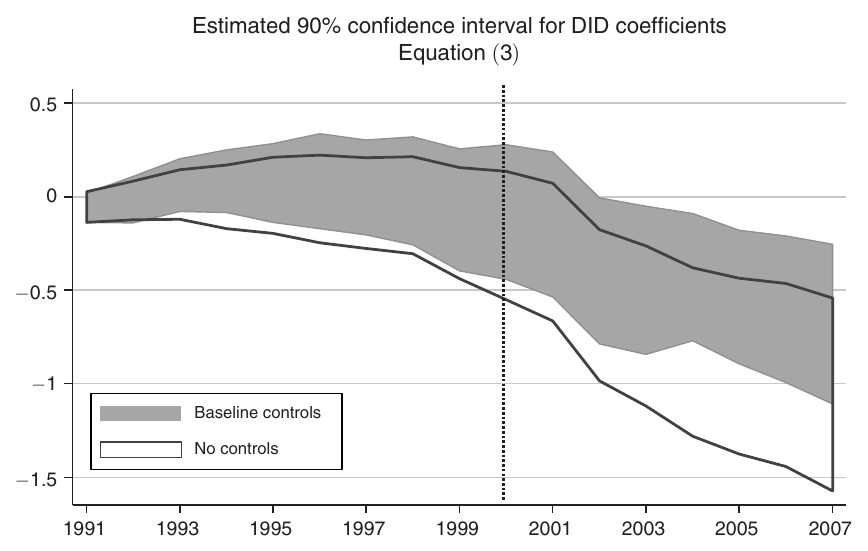 Estimated 90% confidence interval for DID coefficients
Equation (3)
0.5
0
−0.5
−1
−1.5
Baseline controls
No controls
1991 1993 1995 1997 1999 2001 2003 2005 2007